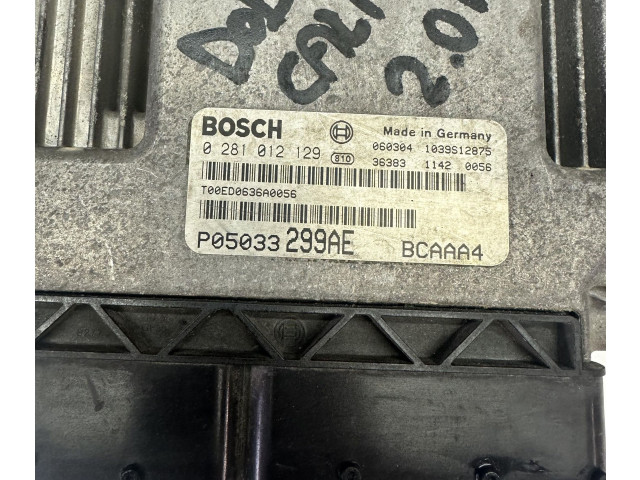 2.0
BOSCH Made in Germany
0 281 012 129 810 060304 1039S12875
36383 1142 0056
T00ED0636A0056
P05033 299AE BCAAA4